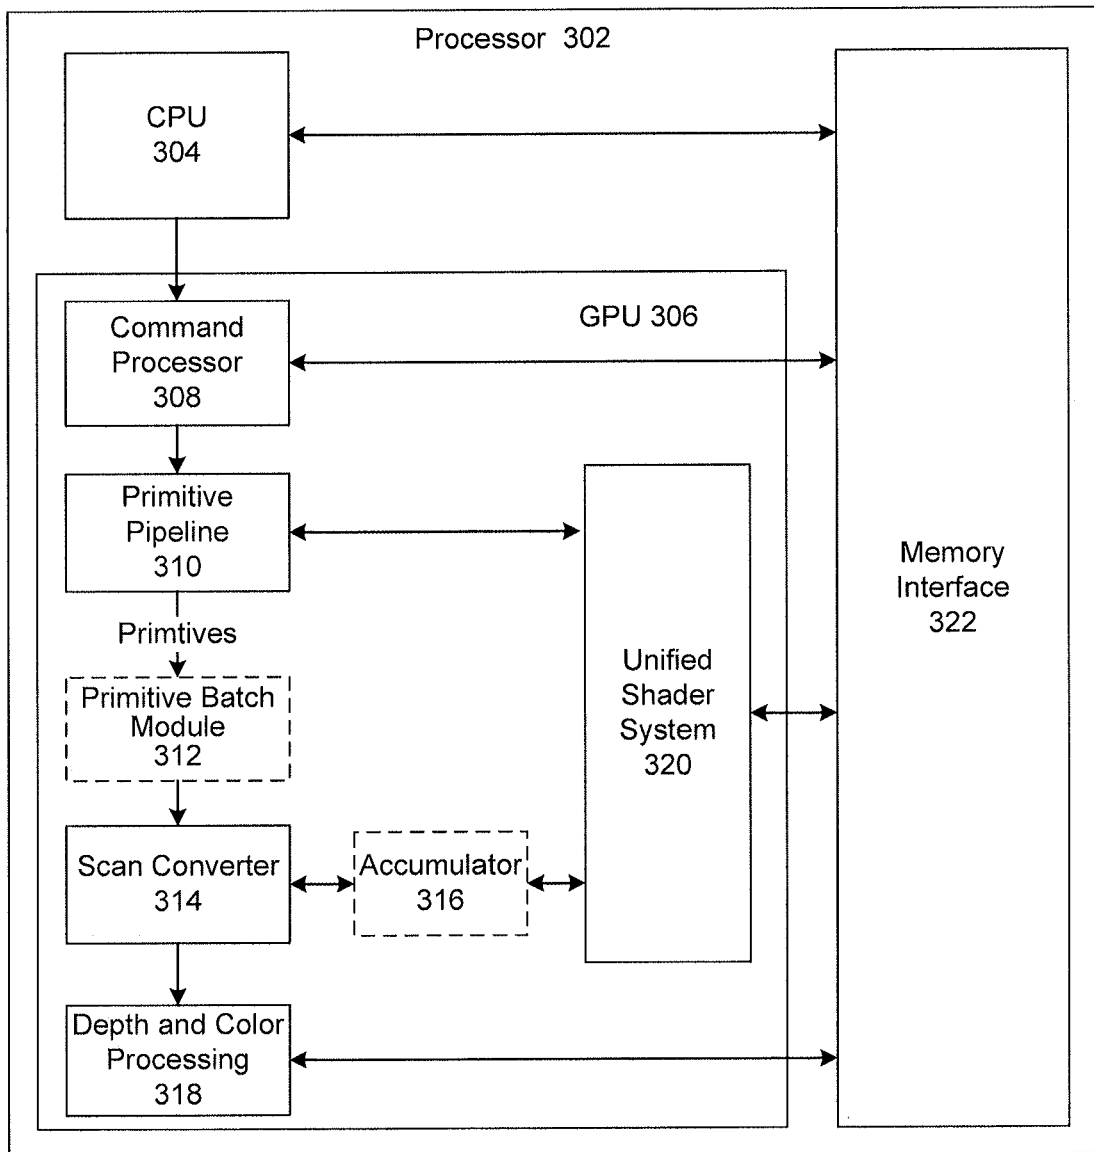 Processor 302
CPU
304
GPU 306
Command
Processor
308
Primitive
Pipeline
310
Primtives
Primitive Batch
Module
312
Scan Converter
314
Accumulator
316
Depth and Color
Processing
318
Unified
Shader
System
320
Memory
Interface
322